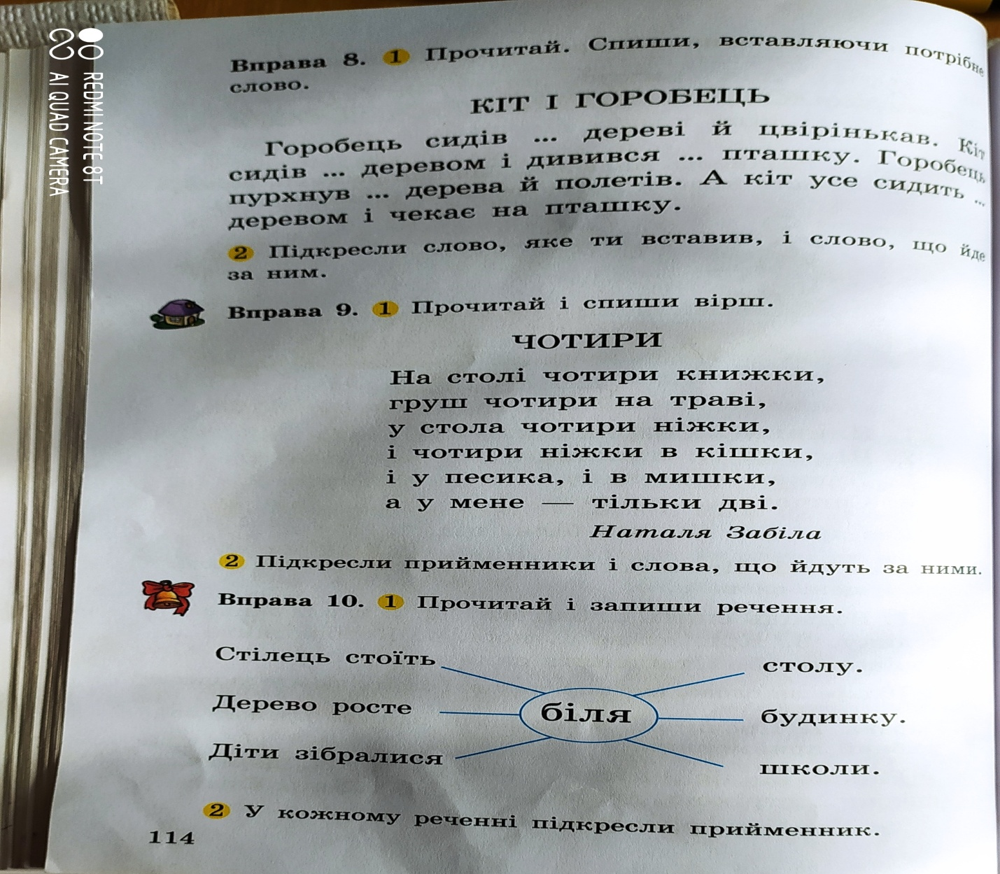 Вправа 8. 1 Прочитай. Спиши, вставляючи потрібне
слово.
КІТ І ГОРОБЕЦЬ
Горобець сидів ... дереві й цвірінькав. Кіт
сидів ... деревом і дивився ... пташку. Горобець
пурхнув ... дерева й полетів. А кіт усе сидить ...
деревом і чекає на пташку.
2 Підкресли слово, яке ти вставив, і слово, що йде
за ним.
Вправа 9. 1 Прочитай і спиши вірш.
ЧОТИРИ
На столі чотири книжки,
груш чотири на траві,
у стола чотири ніжки,
і чотири ніжки в кішки,
і у песика, і в мишки,
а у мене — тільки дві.
Наталя Забіла
2 Підкресли прийменники і слова, що йдуть за ними.
Вправа 10. 1 Прочитай і запиши речення.
Стілець стоїть
Дерево росте
Діти зібралися
біля
столу.
будинку.
школи.
2 У кожному реченні підкресли прийменник.
114
REDMI NOTE 8T
AI QUAD CAMERA